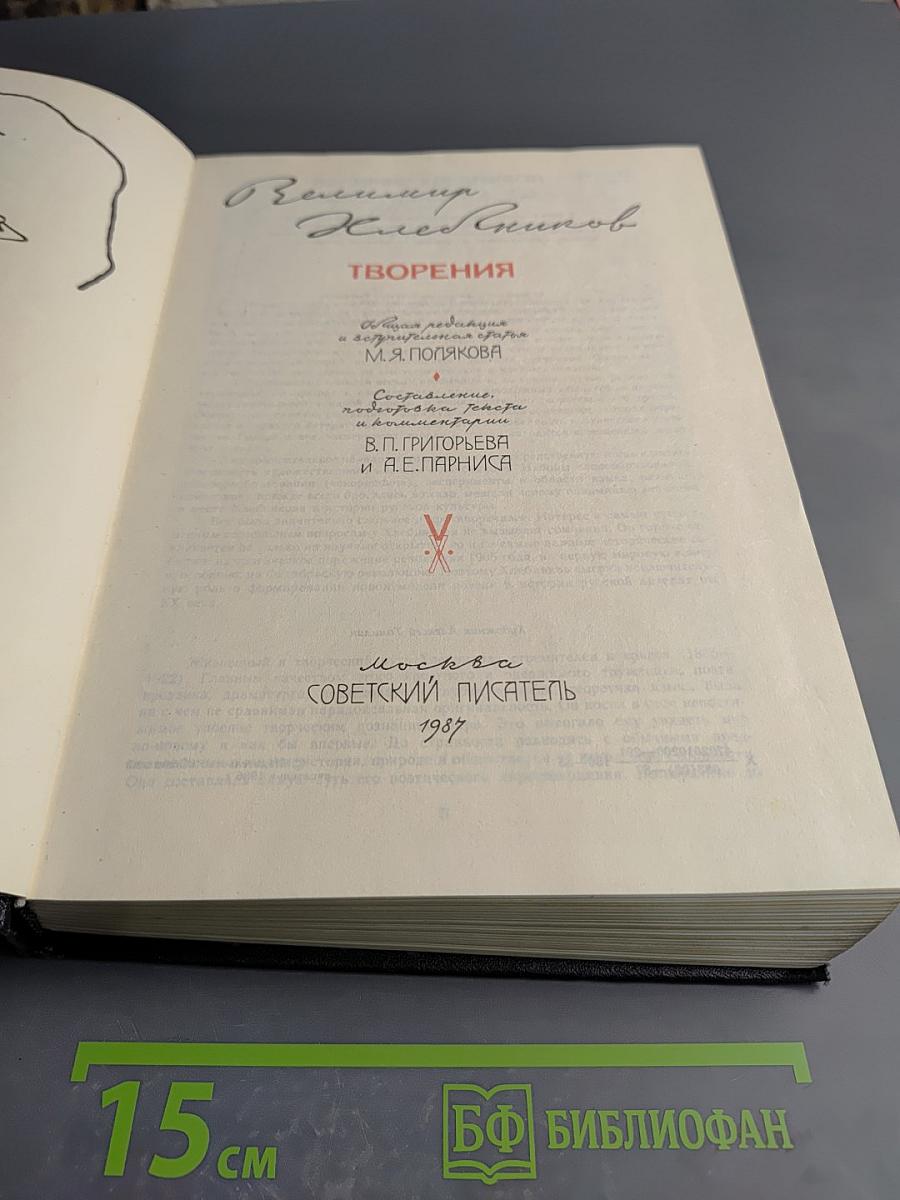 Велимир
Хлебников
ТВОРЕНИЯ
Общая редакция
и вступительная статья
М. Я. ПОЛЯКОВА
Составление,
подготовка текста
и комментарии
В. П. ГРИГОРЬЕВА
и А. Е. ПАРНИСА
Москва
СОВЕТСКИЙ ПИСАТЕЛЬ
1987
15 см
БФ БИБЛИОФАН